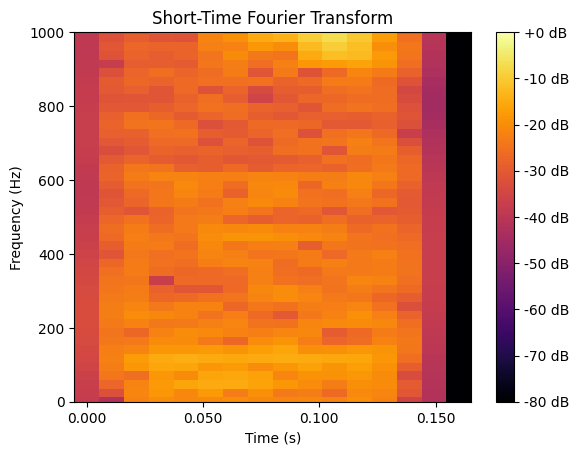 Short-Time Fourier Transform
1000
800
600
400
200
0
Frequency (Hz)
0.000
0.050
0.100
0.150
Time (s)
+0 dB
-10 dB
-20 dB
-30 dB
-40 dB
-50 dB
-60 dB
-70 dB
-80 dB